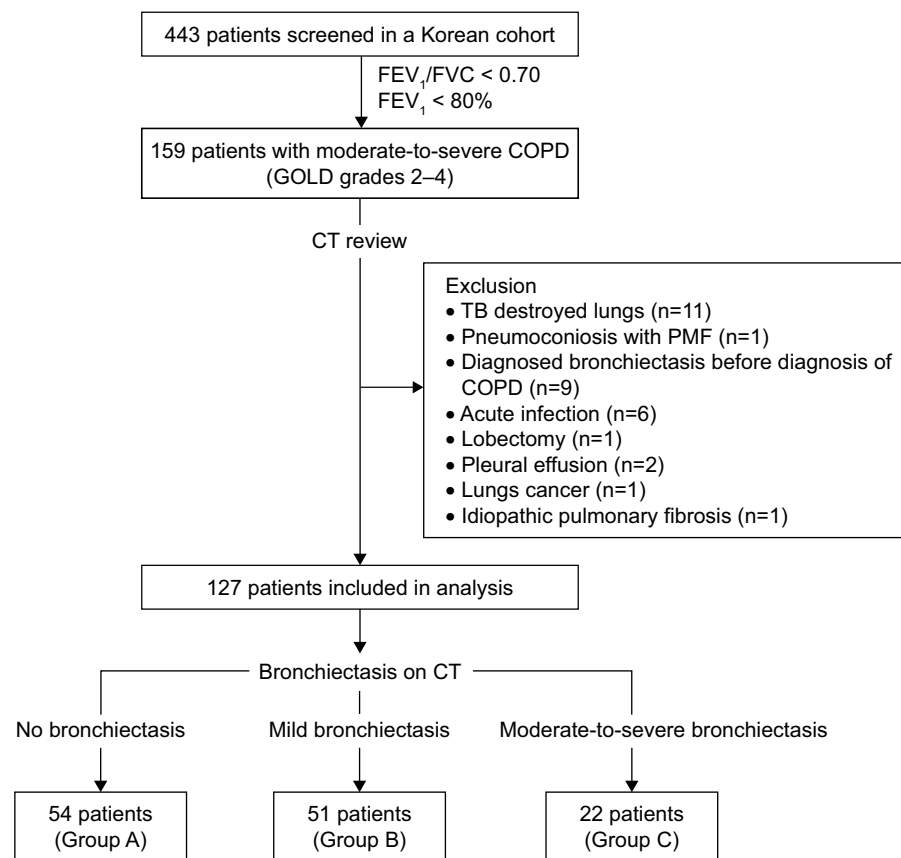 443 patients screened in a Korean cohort
FEV₁/FVC < 0.70
FEV₁ < 80%
159 patients with moderate-to-severe COPD
(GOLD grades 2–4)
CT review
Exclusion
• TB destroyed lungs (n=11)
• Pneumoconiosis with PMF (n=1)
• Diagnosed bronchiectasis before diagnosis of
COPD (n=9)
• Acute infection (n=6)
• Lobectomy (n=1)
• Pleural effusion (n=2)
• Lungs cancer (n=1)
• Idiopathic pulmonary fibrosis (n=1)
127 patients included in analysis
Bronchiectasis on CT
No bronchiectasis
Mild bronchiectasis
Moderate-to-severe bronchiectasis
54 patients
(Group A)
51 patients
(Group B)
22 patients
(Group C)